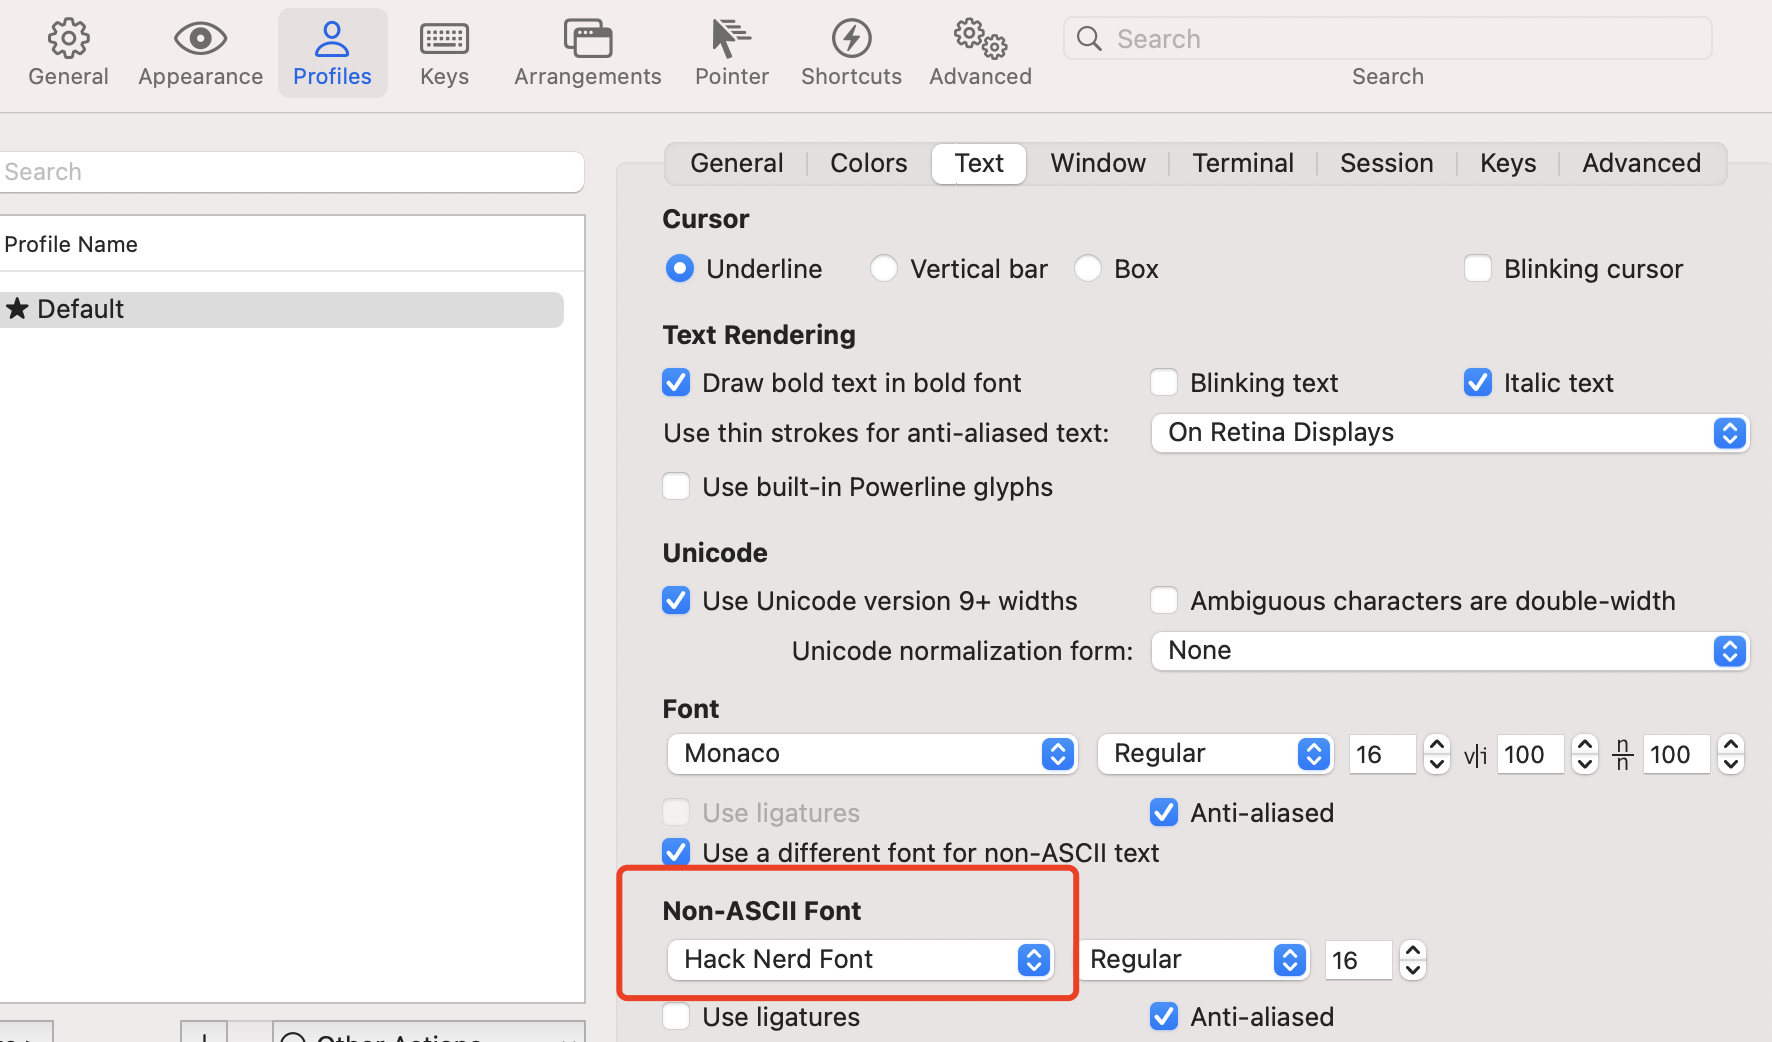 General Appearance Profiles Keys Arrangements Pointer Shortcuts Advanced Search
Search
Search
Profile Name
★ Default
General Colors Text Window Terminal Session Keys Advanced
Cursor
Underline Vertical bar Box Blinking cursor
Text Rendering
Draw bold text in bold font Blinking text Italic text
Use thin strokes for anti-aliased text: On Retina Displays
Use built-in Powerline glyphs
Unicode
Use Unicode version 9+ widths Ambiguous characters are double-width
Unicode normalization form: None
Font
Monaco Regular 16 v|i 100 n/n 100
Use ligatures Anti-aliased
Use a different font for non-ASCII text
Non-ASCII Font
Hack Nerd Font Regular 16
Use ligatures Anti-aliased
Other Actions